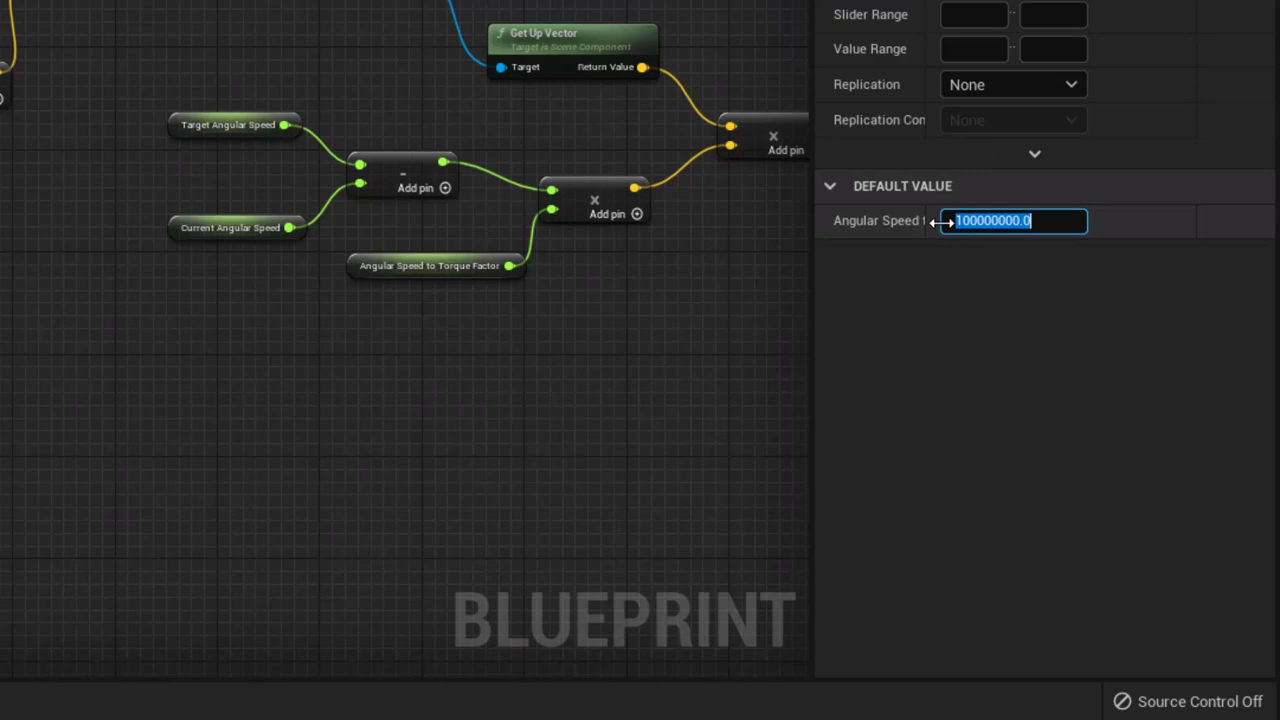 Get Up Vector
Target is Scene Component
Target
Return Value
Target Angular Speed
-
Add pin
Current Angular Speed
Angular Speed to Torque Factor
X
Add pin
X
Add pin
BLUEPRINT
Slider Range
Value Range
Replication
None
Replication Con
None
DEFAULT VALUE
Angular Speed t
100000000.0
Source Control Off